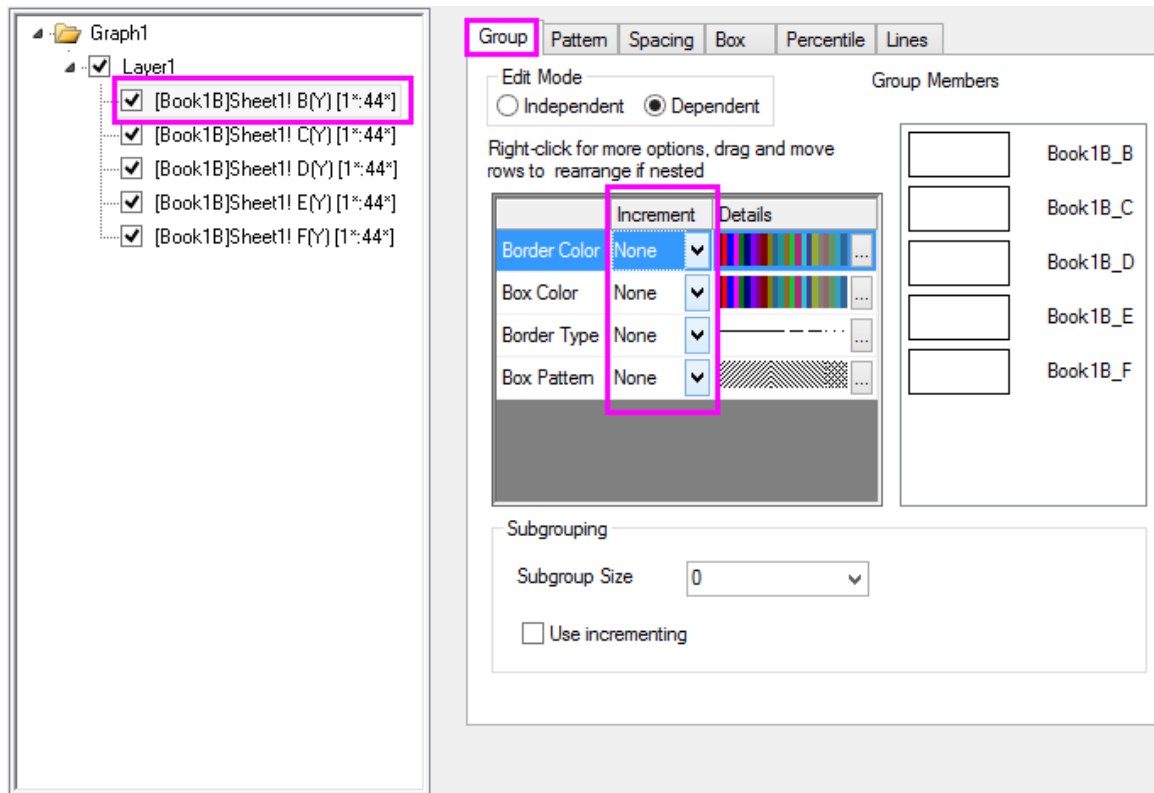 Graph1
Layer1
[Book1B]Sheet1! B(Y) [1*:44*]
[Book1B]Sheet1! C(Y) [1*:44*]
[Book1B]Sheet1! D(Y) [1*:44*]
[Book1B]Sheet1! E(Y) [1*:44*]
[Book1B]Sheet1! F(Y) [1*:44*]
Group Pattern Spacing Box Percentile Lines
Edit Mode
Independent Dependent
Right-click for more options, drag and move
rows to rearrange if nested
Increment Details
Border Color None ...
Box Color None ...
Border Type None ...
Box Pattern None ...
Group Members
Book1B_B
Book1B_C
Book1B_D
Book1B_E
Book1B_F
Subgrouping
Subgroup Size 0
Use incrementing